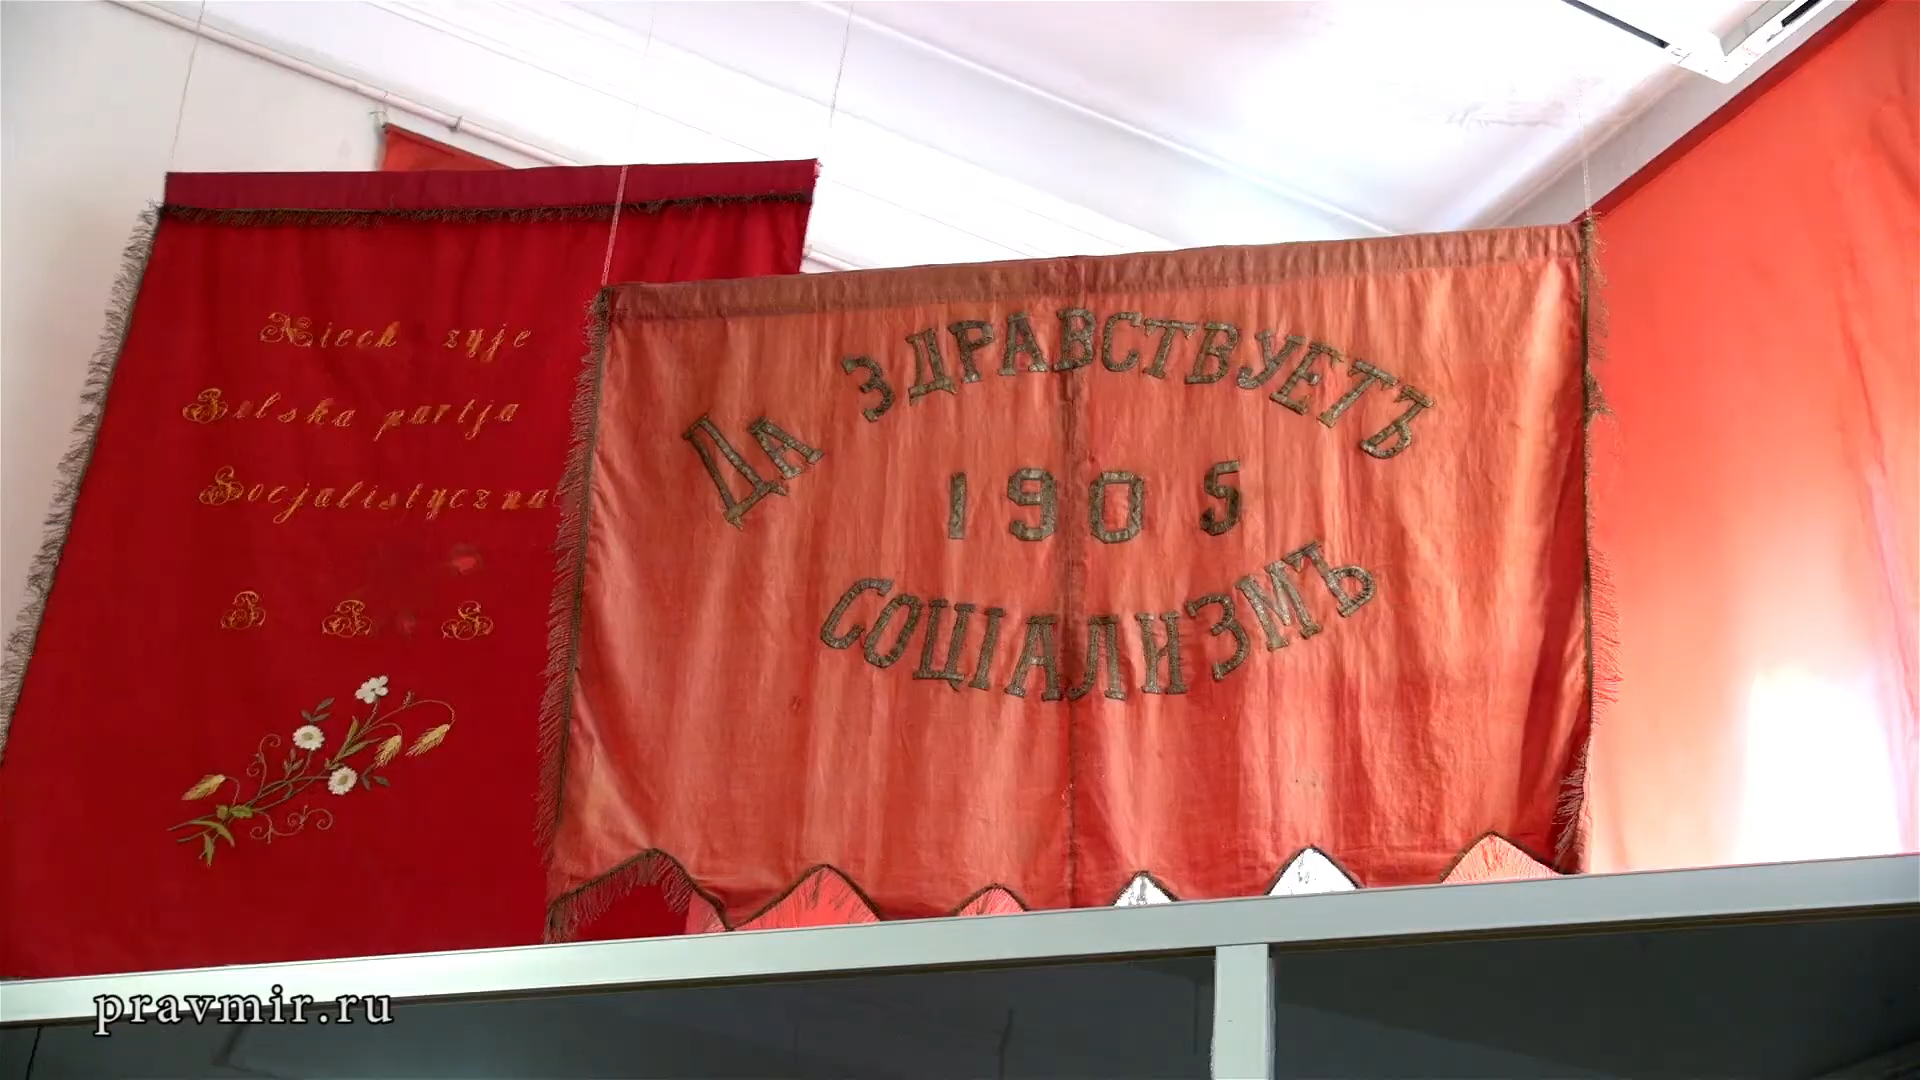 Niech żyje
Polska partja
Socjalistyczna
P P S
Да здравствуетъ
1905
соціализмъ
pravmir.ru